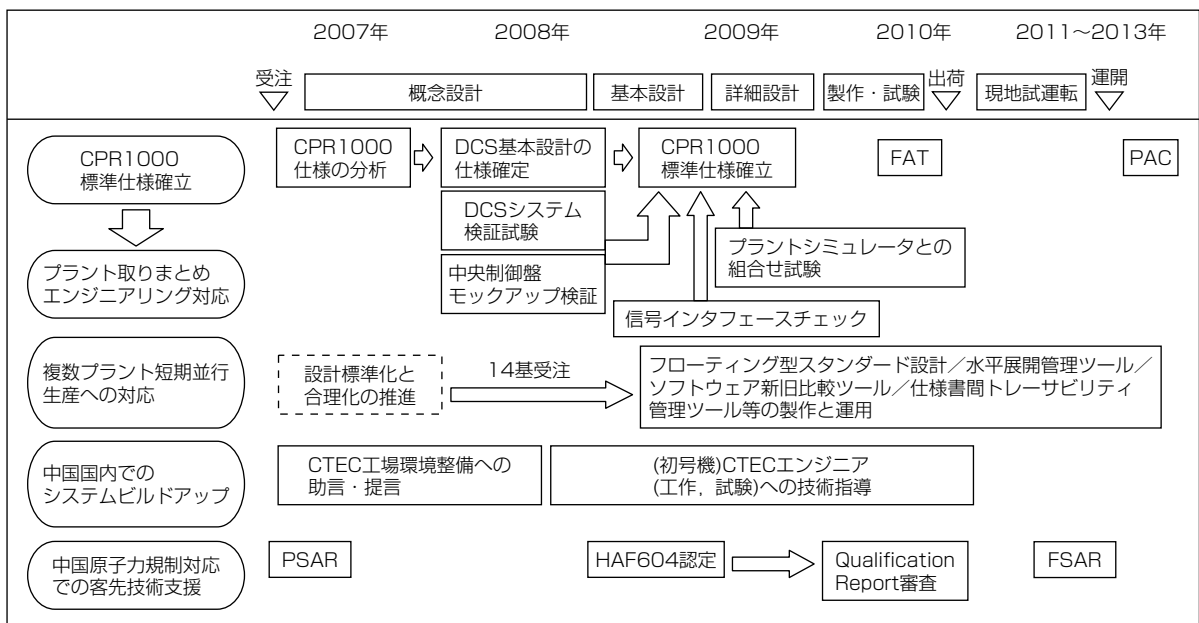 2007年 2008年 2009年 2010年 2011～2013年
受注 概念設計 基本設計 詳細設計 製作・試験 出荷 現地試運転 運開
CPR1000
標準仕様確立
CPR1000
仕様の分析
DCS基本設計の
仕様確定
CPR1000
標準仕様確立
FAT
PAC
DCSシステム
検証試験
中央制御盤
モックアップ検証
プラントシミュレータとの
組合せ試験
信号インタフェースチェック
プラント取りまとめ
エンジニアリング対応
複数プラント短期並行
生産への対応
設計標準化と
合理化の推進
14基受注
フローティング型スタンダード設計／水平展開管理ツール／
ソフトウェア新旧比較ツール／仕様書間トレーサビリティ
管理ツール等の製作と運用
中国国内での
システムビルドアップ
CTEC工場環境整備への
助言・提言
(初号機)CTECエンジニア
(工作，試験)への技術指導
中国原子力規制対応
での客先技術支援
PSAR
HAF604認定
Qualification
Report審査
FSAR